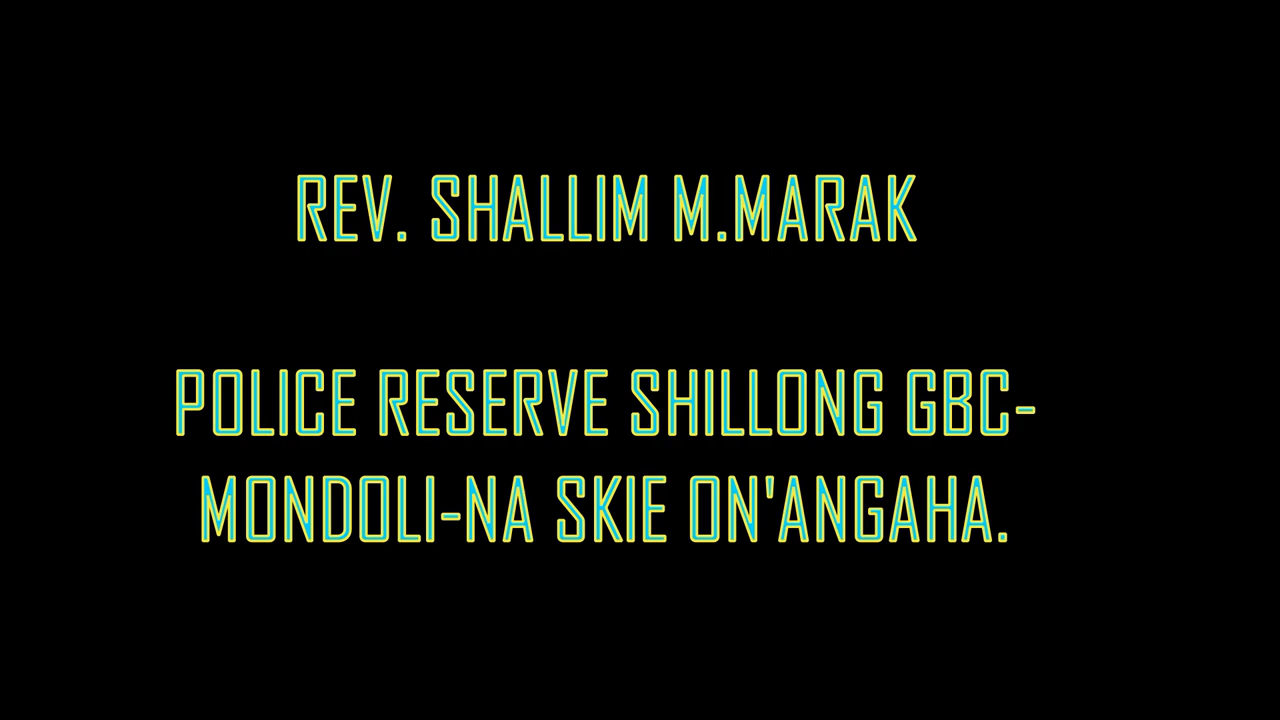 REV. SHALLIM M.MARAK
POLICE RESERVE SHILLONG GBC-
MONDOLI-NA SKIE ON'ANGAHA.